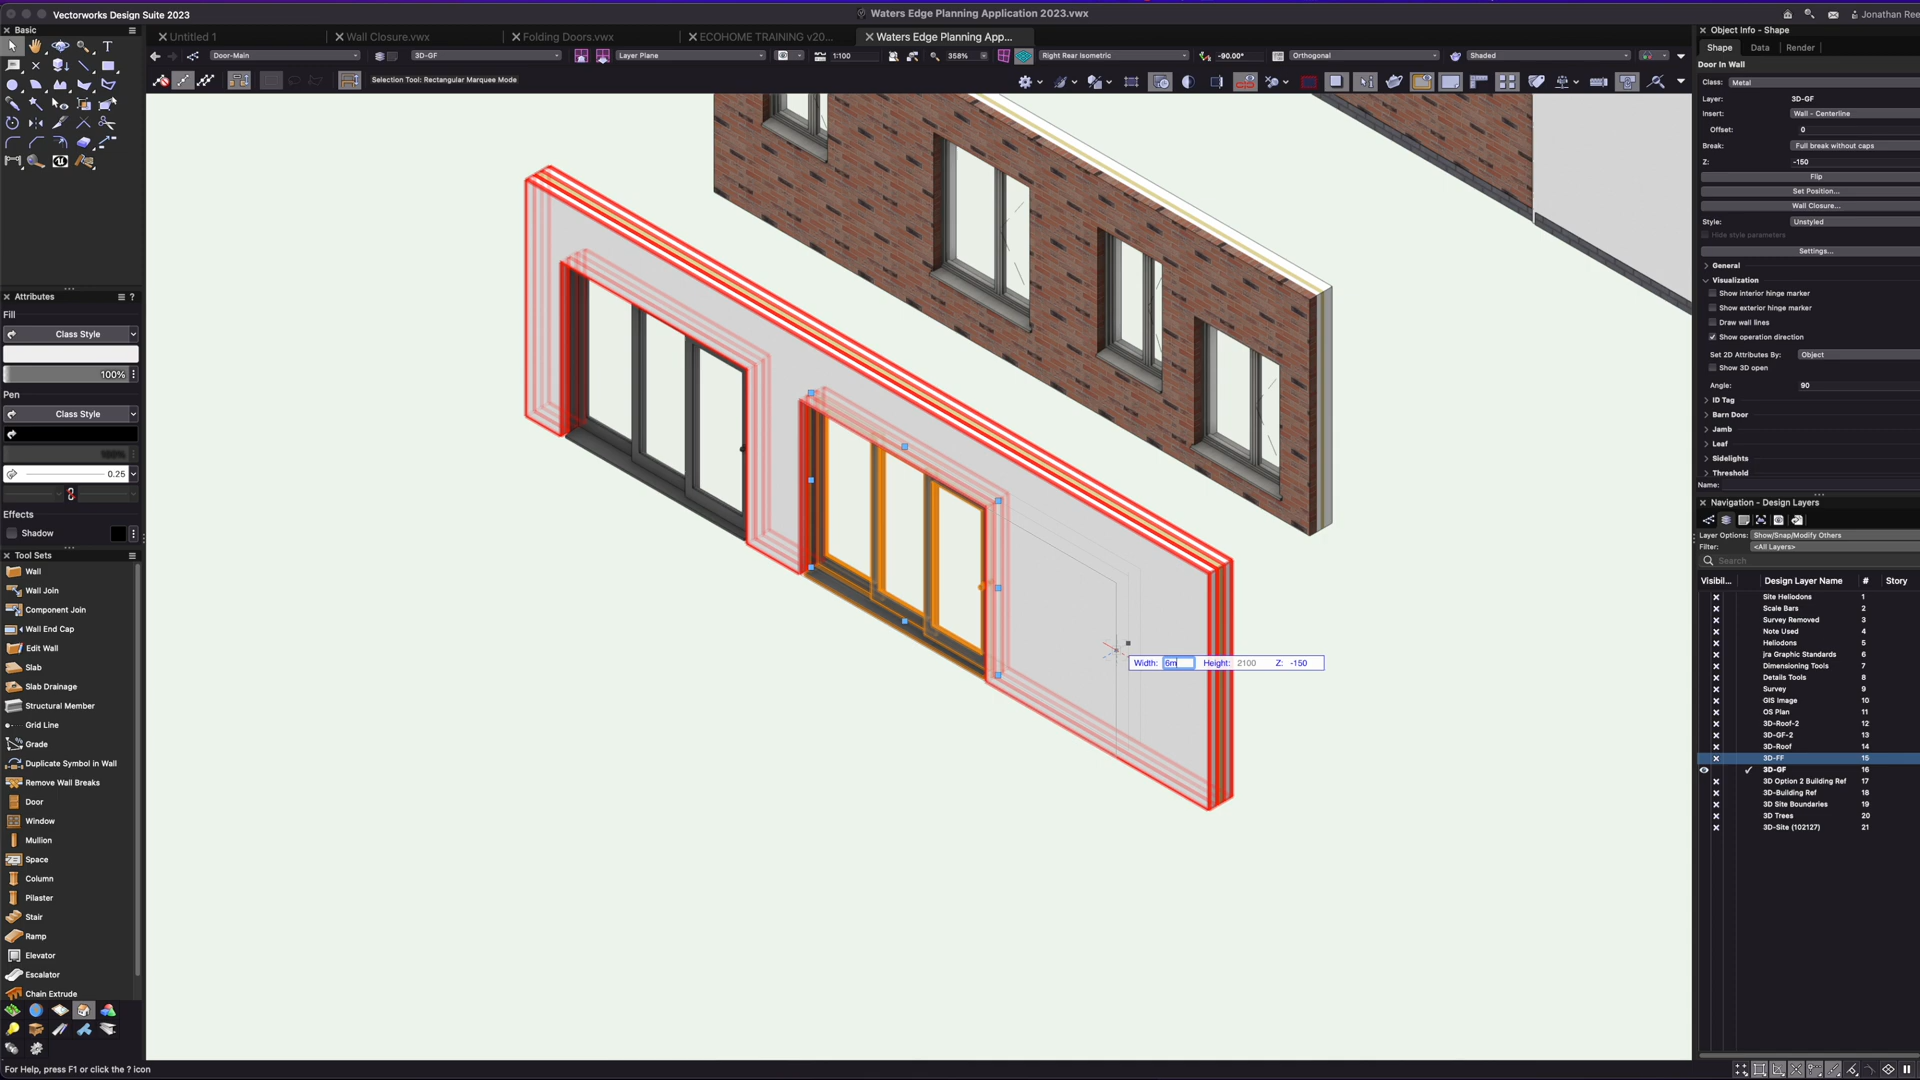 Vectorworks Design Suite 2023
Waters Edge Planning Application 2023.vwx
Jonathan Ree
Basic
Untitled 1
Wall Closure.vwx
Folding Doors.vwx
ECOHOME TRAINING v20...
Waters Edge Planning App...
Door-Main
3D-GF
Layer Plane
1:100
358%
Right Rear Isometric
-90.00°
Orthogonal
Shaded
Selection Tool: Rectangular Marquee Mode
Attributes
Fill
Class Style
100%
Pen
Class Style
100%
0.25
Effects
Shadow
Tool Sets
Wall
Wall Join
Component Join
Wall End Cap
Edit Wall
Slab
Slab Drainage
Structural Member
Grid Line
Grade
Duplicate Symbol in Wall
Remove Wall Breaks
Door
Window
Mullion
Space
Column
Pilaster
Stair
Ramp
Elevator
Escalator
Chain Extrude
For Help, press F1 or click the ? icon
Width: 6m Height: 2100 Z: -150
Object Info - Shape
Shape Data Render
Door In Wall
Class: Metal
Layer: 3D-GF
Insert: Wall - Centerline
Offset: 0
Break: Full break without caps
Z: -150
Flip
Set Position...
Wall Closure...
Style: Unstyled
Hide style parameters
Settings...
General
Visualization
Show interior hinge marker
Show exterior hinge marker
Draw wall lines
Show operation direction
Set 2D Attributes By: Object
Show 3D open
Angle: 90
ID Tag
Barn Door
Jamb
Leaf
Sidelights
Threshold
Name:
Navigation - Design Layers
Layer Options: Show/Snap/Modify Others
Filter: <All Layers>
Search
Visibil... Design Layer Name # Story
Site Heliodons 1
Scale Bars 2
Survey Removed 3
Note Used 4
Heliodons 5
jra Graphic Standards 6
Dimensioning Tools 7
Details Tools 8
Survey 9
GIS Image 10
OS Plan 11
3D-Roof-2 12
3D-GF-2 13
3D-Roof 14
3D-FF 15
3D-GF 16
3D Option 2 Building Ref 17
3D-Building Ref 18
3D Site Boundaries 19
3D Trees 20
3D-Site (102127) 21